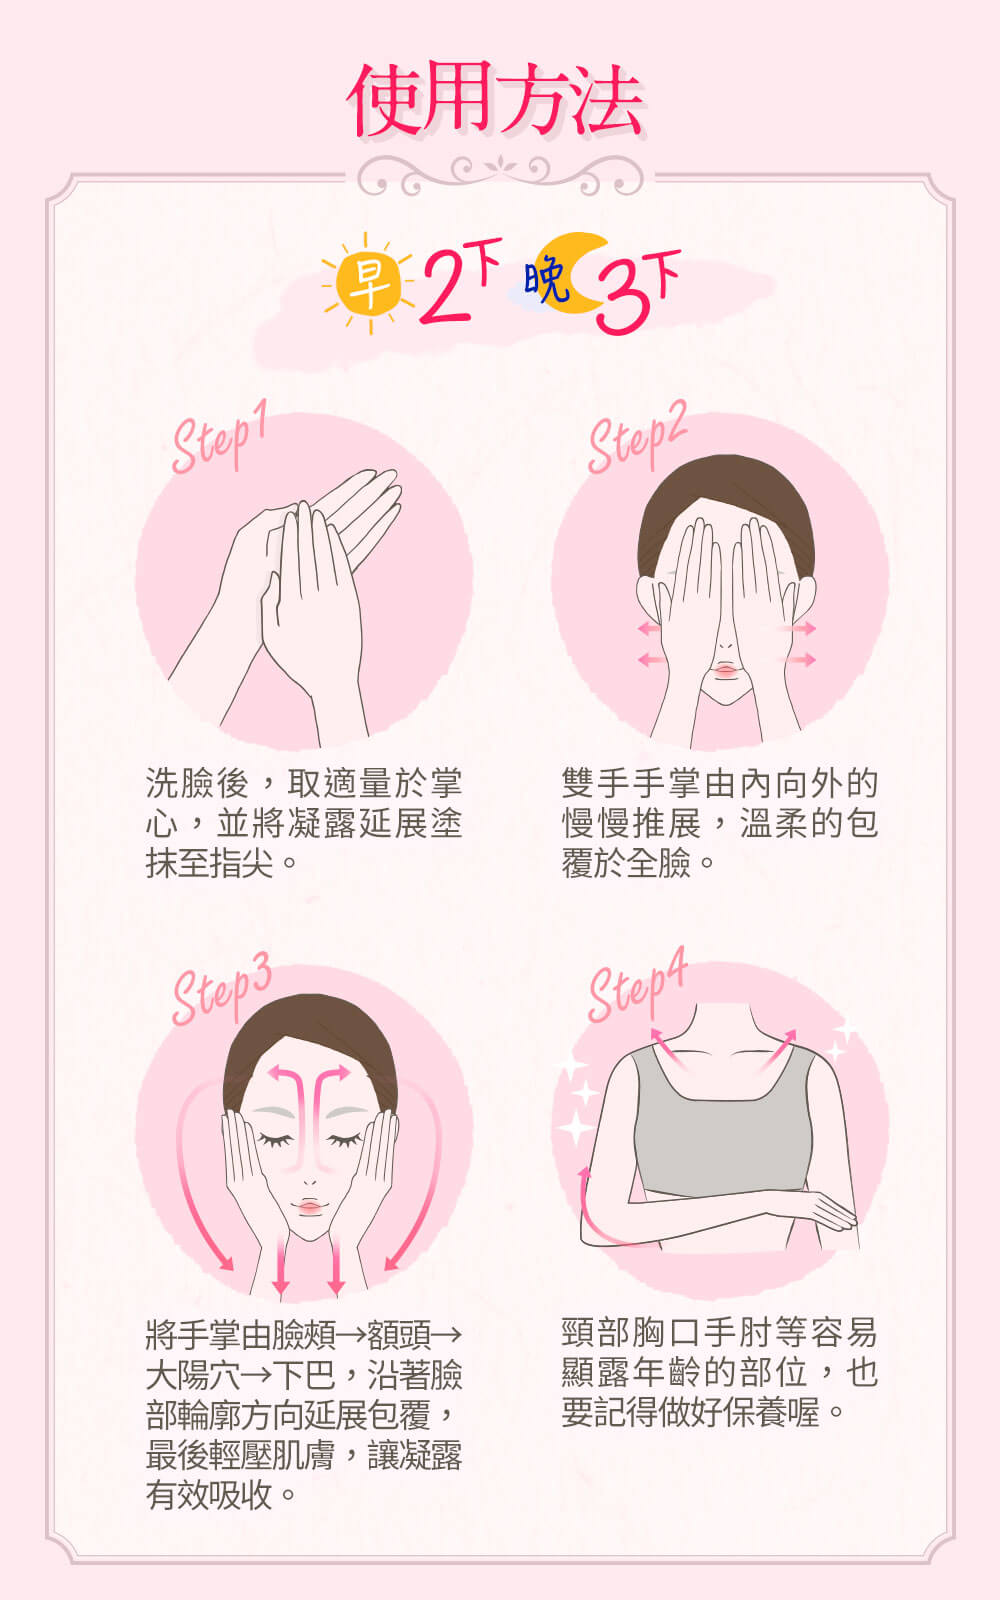 使用方法
早2下 晚3下
Step1
洗臉後，取適量於掌
心，並將凝露延展塗
抹至指尖。
Step2
雙手手掌由內向外的
慢慢推展，溫柔的包
覆於全臉。
Step3
將手掌由臉頰→額頭→
大陽穴→下巴，沿著臉
部輪廓方向延展包覆，
最後輕壓肌膚，讓凝露
有效吸收。
Step4
頸部胸口手肘等容易
顯露年齡的部位，也
要記得做好保養喔。